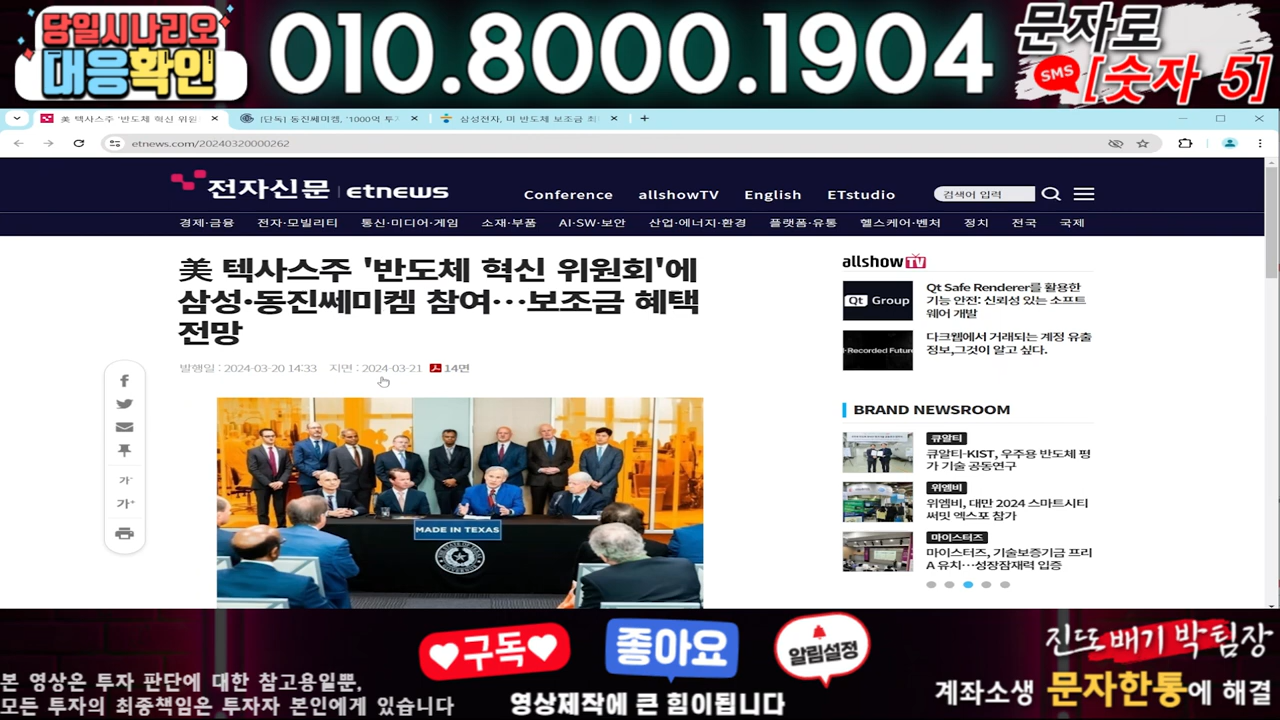 당일시나리오
대응확인
010.8000.1904
문자로
SMS
[숫자 5]
美 텍사스주 '반도체 혁신 위원
[단독] 동진쎄미켐, '1000억 투자
삼성전자, 미 반도체 보조금 최
etnews.com/20240320000262
전자신문 etnews
Conference allshowTV English ETstudio
검색어 입력
경제·금융 전자·모빌리티 통신·미디어·게임 소재·부품 AI·SW·보안 산업·에너지·환경 플랫폼·유통 헬스케어·벤처 정치 전국 국제
美 텍사스주 '반도체 혁신 위원회'에
삼성·동진쎄미켐 참여…보조금 혜택
전망
발행일 : 2024-03-20 14:33 지면 : 2024-03-21 14면
가-
가+
MADE IN TEXAS
allshow TV
Qt Group
Qt Safe Renderer를 활용한
기능 안전: 신뢰성 있는 소프트
웨어 개발
Recorded Future
다크웹에서 거래되는 계정 유출
정보,그것이 알고 싶다.
BRAND NEWSROOM
큐알티
큐알티-KIST, 우주용 반도체 평
가 기술 공동연구
위엠비
위엠비, 대만 2024 스마트시티
써밋 엑스포 참가
마이스터즈
마이스터즈, 기술보증기금 프리
A 유치…성장잠재력 입증
구독
좋아요
알림설정
영상제작에 큰 힘이됩니다
본 영상은 투자 판단에 대한 참고용일뿐,
모든 투자의 최종책임은 투자자 본인에게 있습니다
진또배기 박팀장
계좌소생 문자한통에 해결